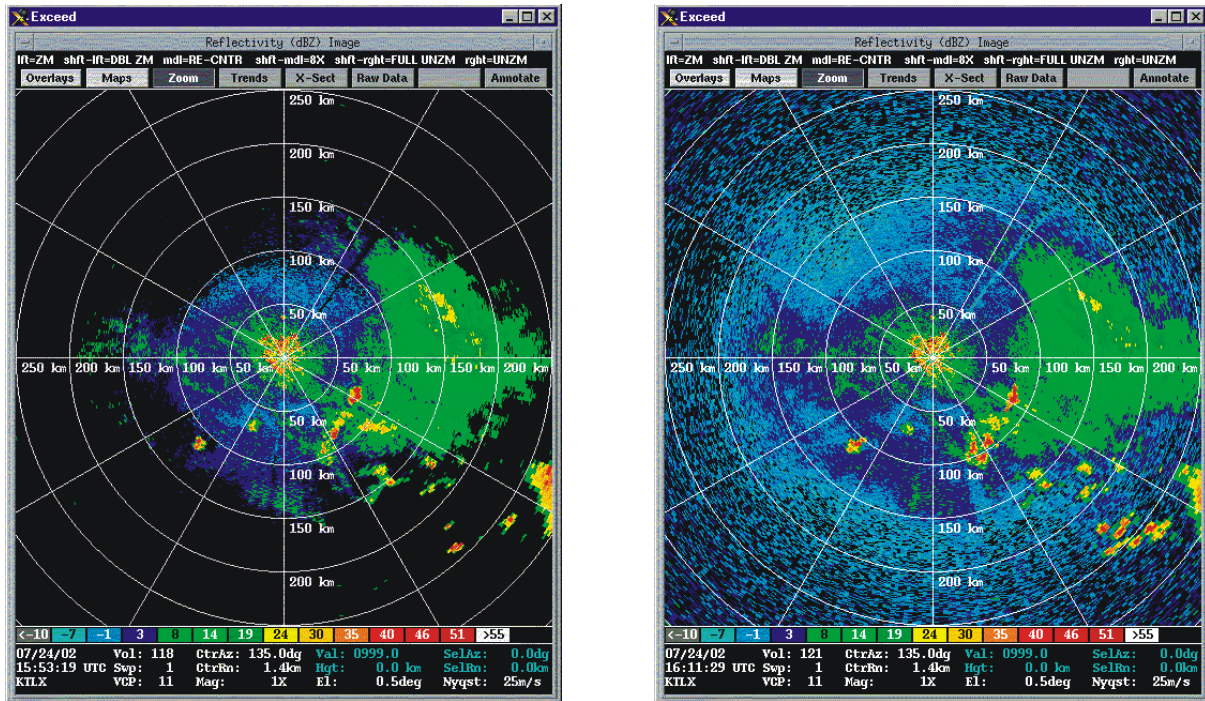 Exceed
Reflectivity (dBZ) Image
lft=ZM shft-lft=DBL ZM mdl=RE-CNTR shft-mdl=8X shft-rght=FULL UNZM rght=UNZM
Overlays Maps Zoom Trends X-Sect Raw Data Annotate
250 km
200 km
150 km
100 km
50 km
250 km 200 km 150 km 100 km 50 km 50 km 100 km 150 km 200 km
50 km
100 km
150 km
200 km
<-10 -7 -1 3 8 14 19 24 30 35 40 46 51 >55
07/24/02 Vol: 118 CtrAz: 135.0dg Val: 0999.0 SelAz: 0.0dg
15:53:19 UTC Swp: 1 CtrRn: 1.4km Hgt: 0.0 km SelRn: 0.0km
KTLX VCP: 11 Mag: 1X El: 0.5deg Nyqst: 25m/s
Exceed
Reflectivity (dBZ) Image
lft=ZM shft-lft=DBL ZM mdl=RE-CNTR shft-mdl=8X shft-rght=FULL UNZM rght=UNZM
Overlays Maps Zoom Trends X-Sect Raw Data Annotate
250 km
200 km
150 km
100 km
50 km
250 km 200 km 150 km 100 km 50 km 50 km 100 km 150 km 200 km
50 km
100 km
150 km
200 km
<-10 -7 -1 3 8 14 19 24 30 35 40 46 51 >55
07/24/02 Vol: 121 CtrAz: 135.0dg Val: 0999.0 SelAz: 0.0dg
16:11:29 UTC Swp: 1 CtrRn: 1.4km Hgt: 0.0 km SelRn: 0.0km
KTLX VCP: 11 Mag: 1X El: 0.5deg Nyqst: 25m/s